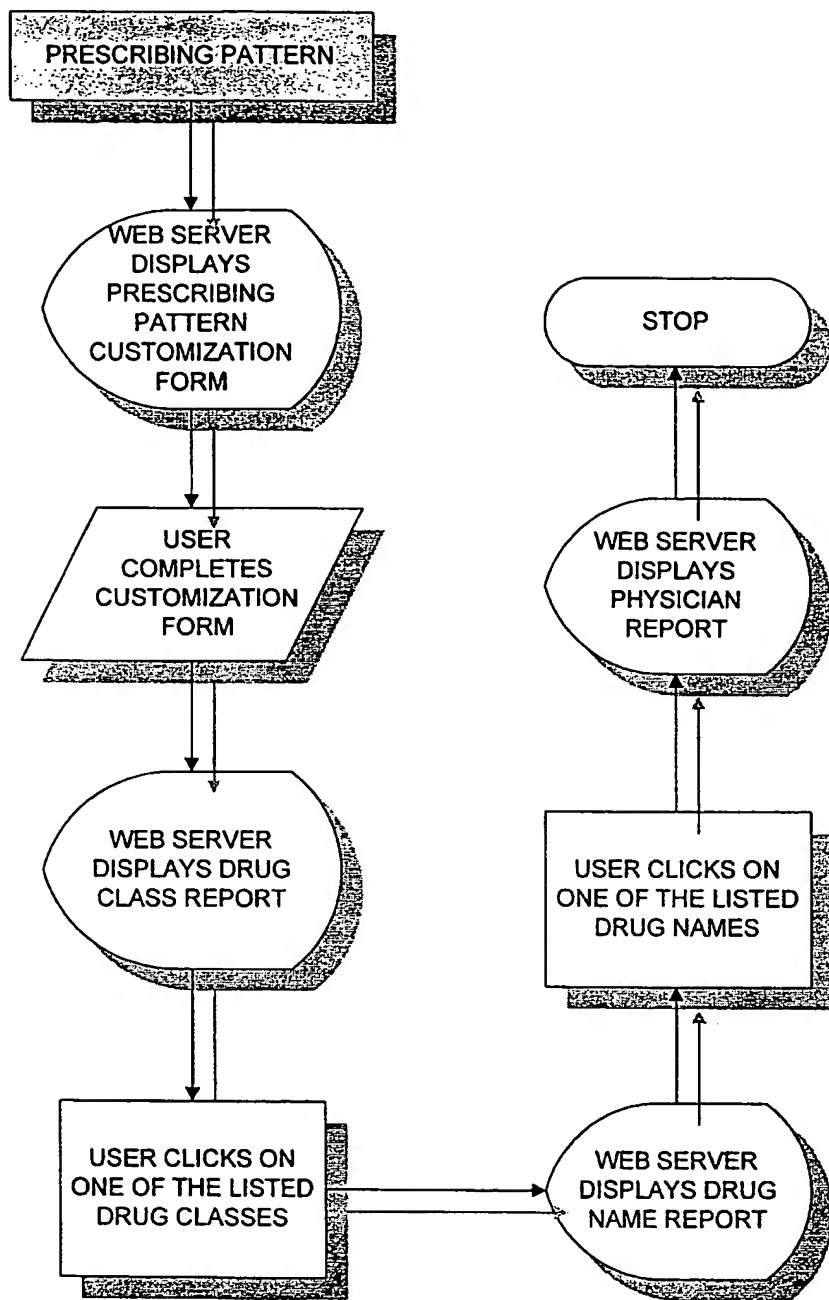 PRESCRIBING PATTERN
WEB SERVER
DISPLAYS
PRESCRIBING
PATTERN
CUSTOMIZATION
FORM
USER
COMPLETES
CUSTOMIZATION
FORM
WEB SERVER
DISPLAYS DRUG
CLASS REPORT
USER CLICKS ON
ONE OF THE LISTED
DRUG CLASSES
WEB SERVER
DISPLAYS DRUG
NAME REPORT
USER CLICKS ON
ONE OF THE LISTED
DRUG NAMES
WEB SERVER
DISPLAYS
PHYSICIAN
REPORT
STOP